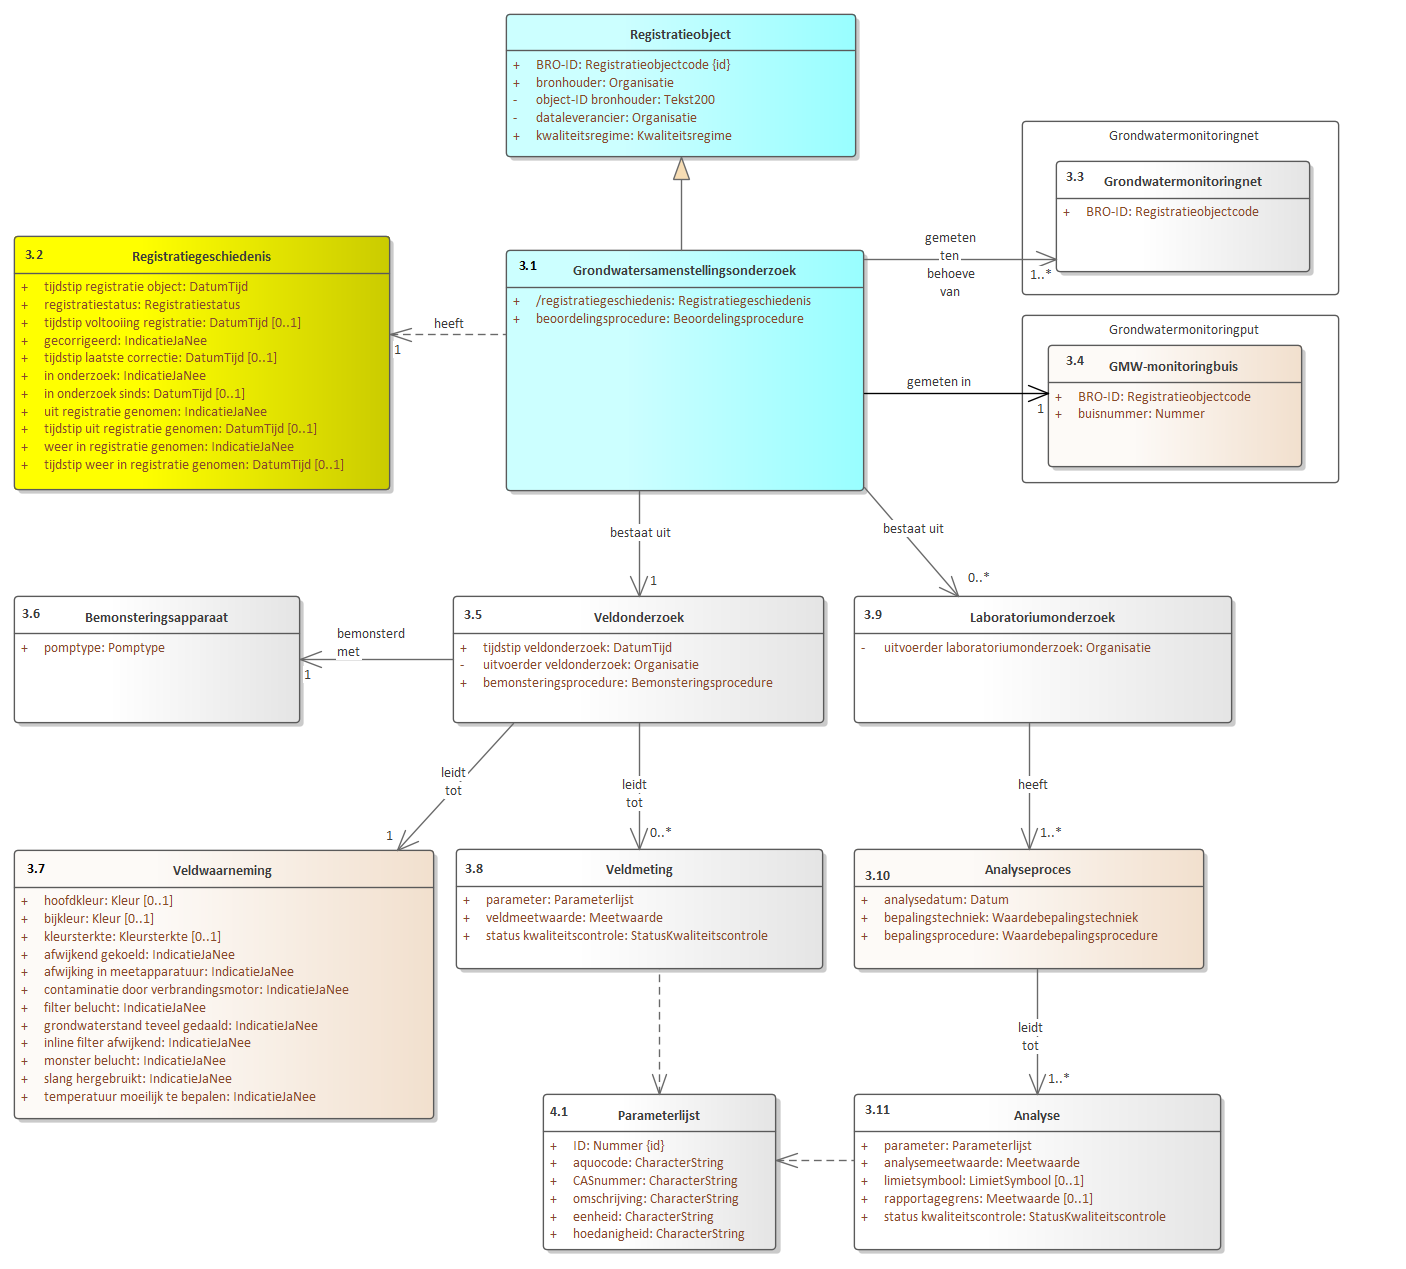 Registratieobject
+ BRO-ID: Registratieobjectcode {id}
+ bronhouder: Organisatie
- object-ID bronhouder: Tekst200
- dataleverancier: Organisatie
+ kwaliteitsregime: Kwaliteitsregime
Grondwatermonitoringnet
3.3 Grondwatermonitoringnet
+ BRO-ID: Registratieobjectcode
gemeten
ten
behoeve
van
1..*
3.2 Registratiegeschiedenis
+ tijdstip registratie object: DatumTijd
+ registratiestatus: Registratiestatus
+ tijdstip voltooiing registratie: DatumTijd [0..1]
+ gecorrigeerd: IndicatieJaNee
+ tijdstip laatste correctie: DatumTijd [0..1]
+ in onderzoek: IndicatieJaNee
+ in onderzoek sinds: DatumTijd [0..1]
+ uit registratie genomen: IndicatieJaNee
+ tijdstip uit registratie genomen: DatumTijd [0..1]
+ weer in registratie genomen: IndicatieJaNee
+ tijdstip weer in registratie genomen: DatumTijd [0..1]
heeft
1
3.1 Grondwatersamenstellingsonderzoek
+ /registratiegeschiedenis: Registratiegeschiedenis
+ beoordelingsprocedure: Beoordelingsprocedure
Grondwatermonitoringput
3.4 GMW-monitoringbuis
+ BRO-ID: Registratieobjectcode
+ buisnummer: Nummer
gemeten in
1
bestaat uit
1
bestaat uit
0..*
3.6 Bemonsteringsapparaat
+ pomptype: Pomptype
bemonsterd
met
1
3.5 Veldonderzoek
+ tijdstip veldonderzoek: DatumTijd
- uitvoerder veldonderzoek: Organisatie
+ bemonsteringsprocedure: Bemonsteringsprocedure
3.9 Laboratoriumonderzoek
- uitvoerder laboratoriumonderzoek: Organisatie
leidt
tot
1
leidt
tot
0..*
heeft
1..*
3.7 Veldwaarneming
+ hoofdkleur: Kleur [0..1]
+ bijkleur: Kleur [0..1]
+ kleursterkte: Kleursterkte [0..1]
+ afwijkend gekoeld: IndicatieJaNee
+ afwijking in meetapparatuur: IndicatieJaNee
+ contaminatie door verbrandingsmotor: IndicatieJaNee
+ filter belucht: IndicatieJaNee
+ grondwaterstand teveel gedaald: IndicatieJaNee
+ inline filter afwijkend: IndicatieJaNee
+ monster belucht: IndicatieJaNee
+ slang hergebruikt: IndicatieJaNee
+ temperatuur moeilijk te bepalen: IndicatieJaNee
3.8 Veldmeting
+ parameter: Parameterlijst
+ veldmeetwaarde: Meetwaarde
+ status kwaliteitscontrole: StatusKwaliteitscontrole
3.10 Analyseproces
+ analysedatum: Datum
+ bepalingstechniek: Waardebepalingstechniek
+ bepalingsprocedure: Waardebepalingsprocedure
leidt
tot
1..*
4.1 Parameterlijst
+ ID: Nummer {id}
+ aquocode: CharacterString
+ CASnummer: CharacterString
+ omschrijving: CharacterString
+ eenheid: CharacterString
+ hoedanigheid: CharacterString
3.11 Analyse
+ parameter: Parameterlijst
+ analysemeetwaarde: Meetwaarde
+ limietsymbool: LimietSymbool [0..1]
+ rapportagegrens: Meetwaarde [0..1]
+ status kwaliteitscontrole: StatusKwaliteitscontrole